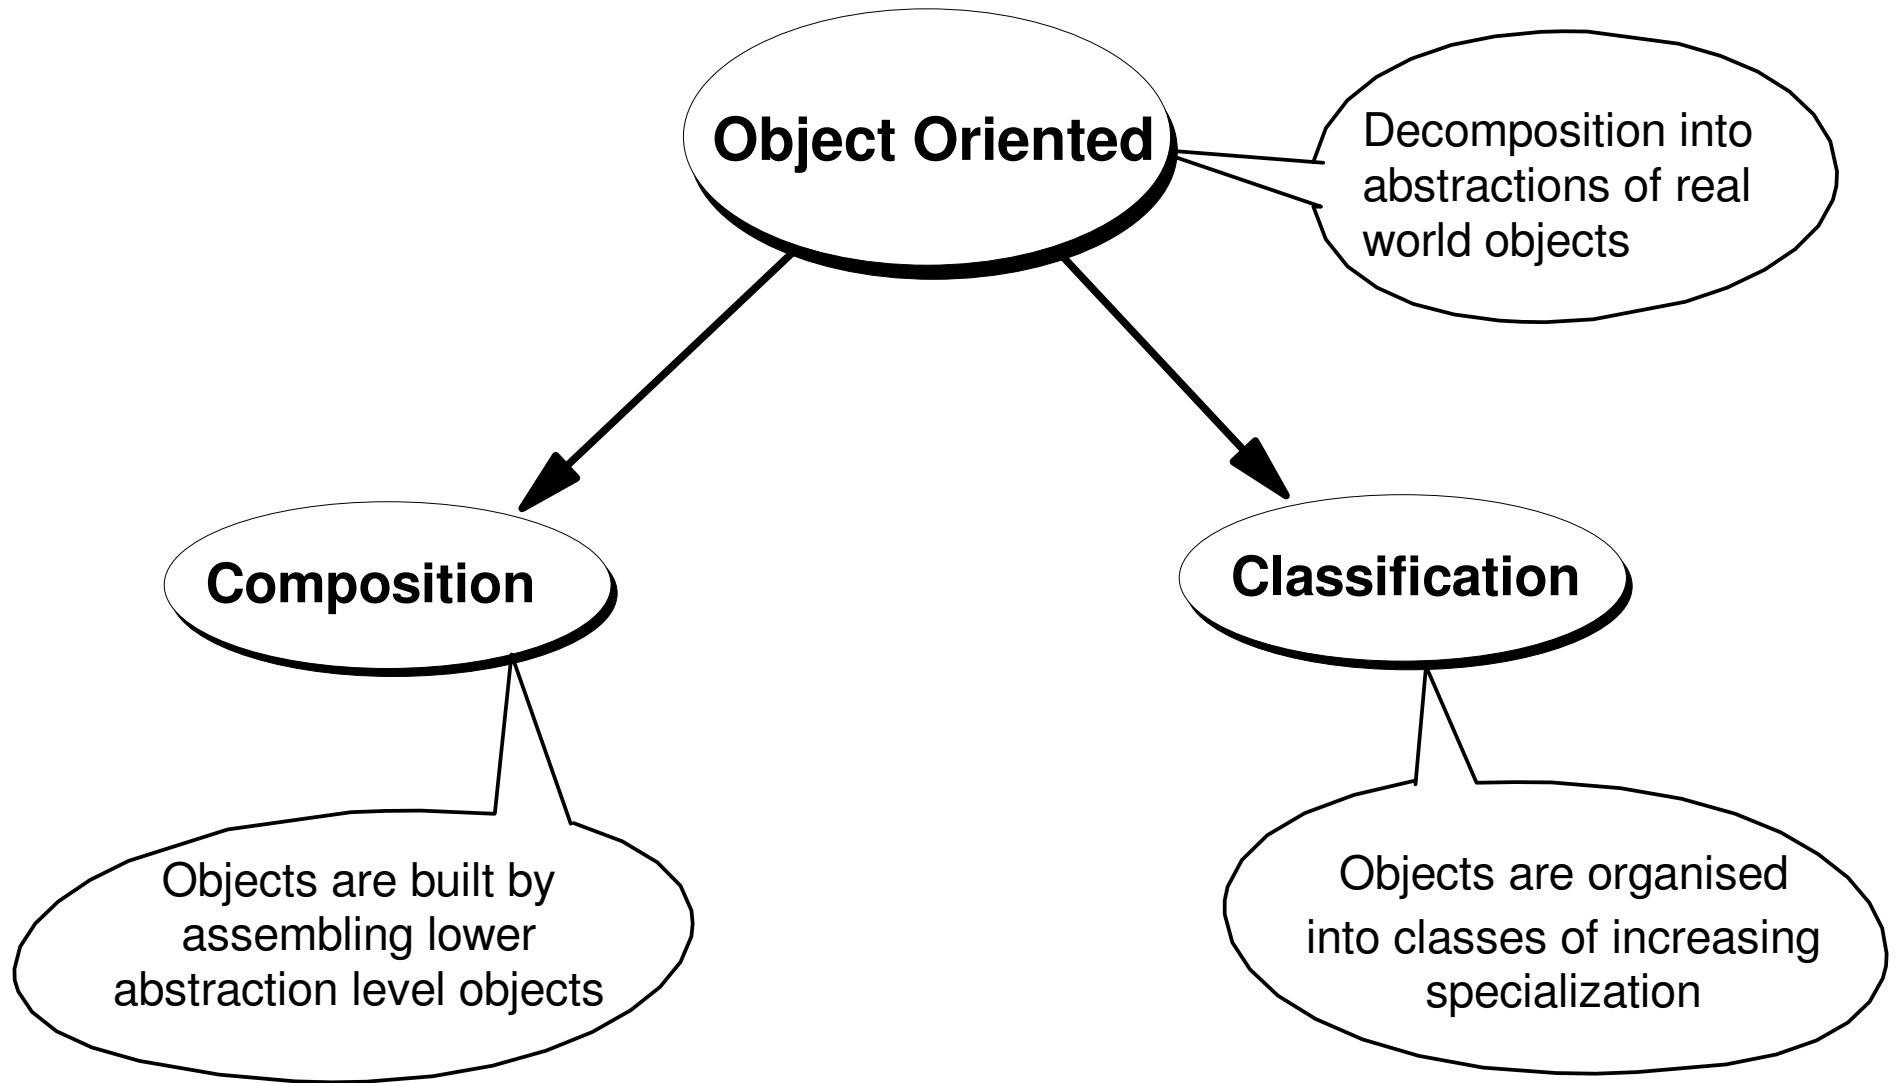 Object Oriented
Decomposition into
abstractions of real
world objects
Composition
Classification
Objects are built by
assembling lower
abstraction level objects
Objects are organised
into classes of increasing
specialization